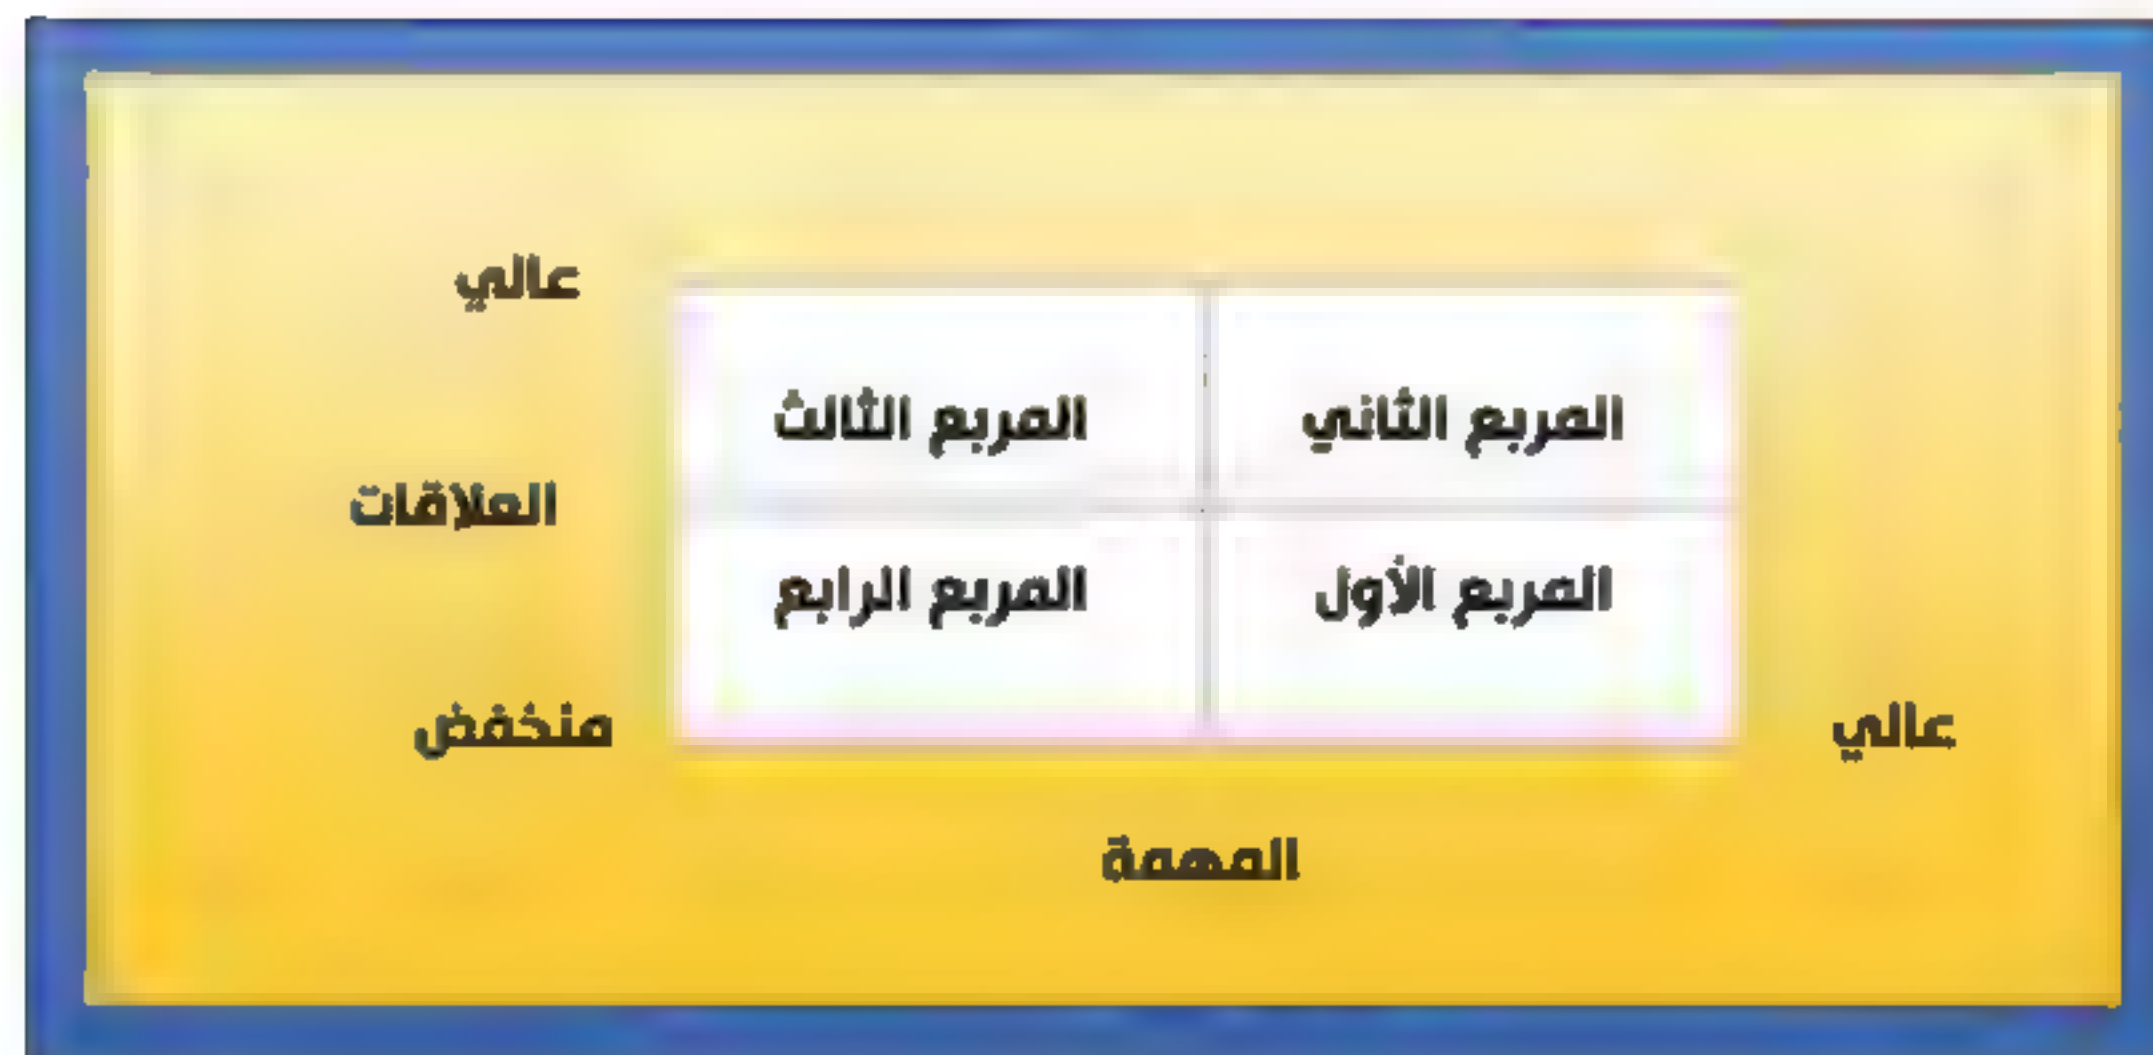 عالي
المربع الثاني المربع الثالث
العلاقات
المربع الأول المربع الرابع
عالي منخفض
المهمة